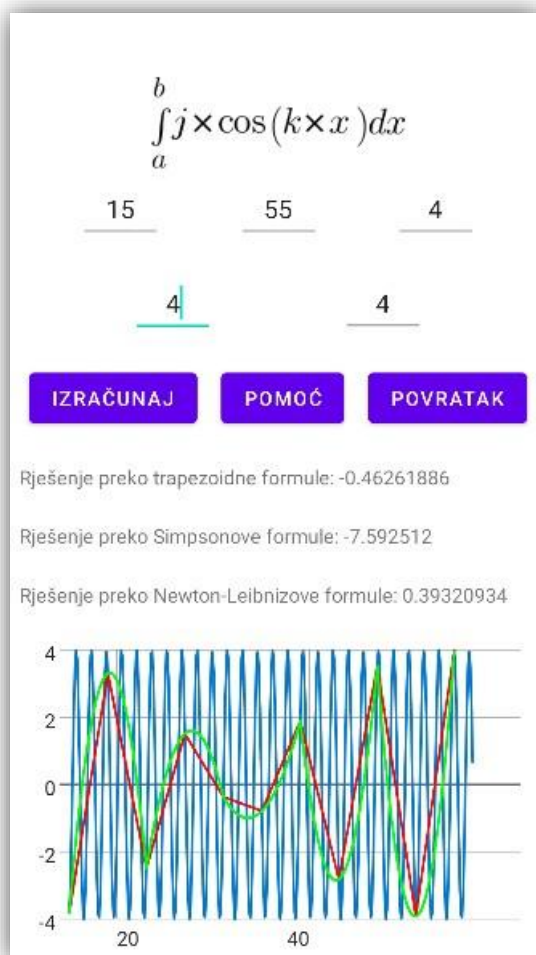 b
∫ j×cos(k×x)dx
a
15 55 4
4 4
IZRAČUNAJ POMOĆ POVRATAK
Rješenje preko trapezoidne formule: -0.46261886
Rješenje preko Simpsonove formule: -7.592512
Rješenje preko Newton-Leibnizove formule: 0.39320934
4
2
0
-2
-4
20 40